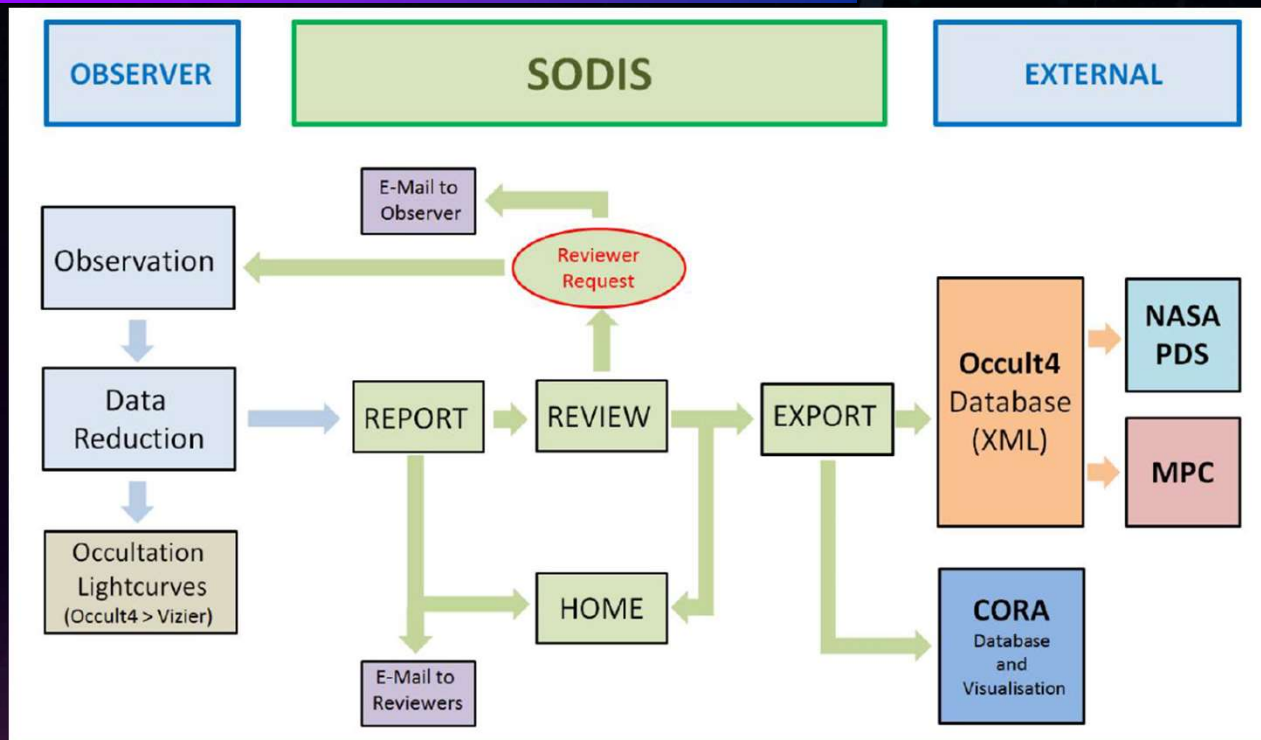 OBSERVER
SODIS
EXTERNAL
E-Mail to
Observer
Reviewer
Request
Observation
Data
Reduction
Occultation
Lightcurves
(Occult4 > Vizier)
REPORT
REVIEW
EXPORT
HOME
E-Mail to
Reviewers
Occult4
Database
(XML)
NASA
PDS
MPC
CORA
Database
and
Visualisation